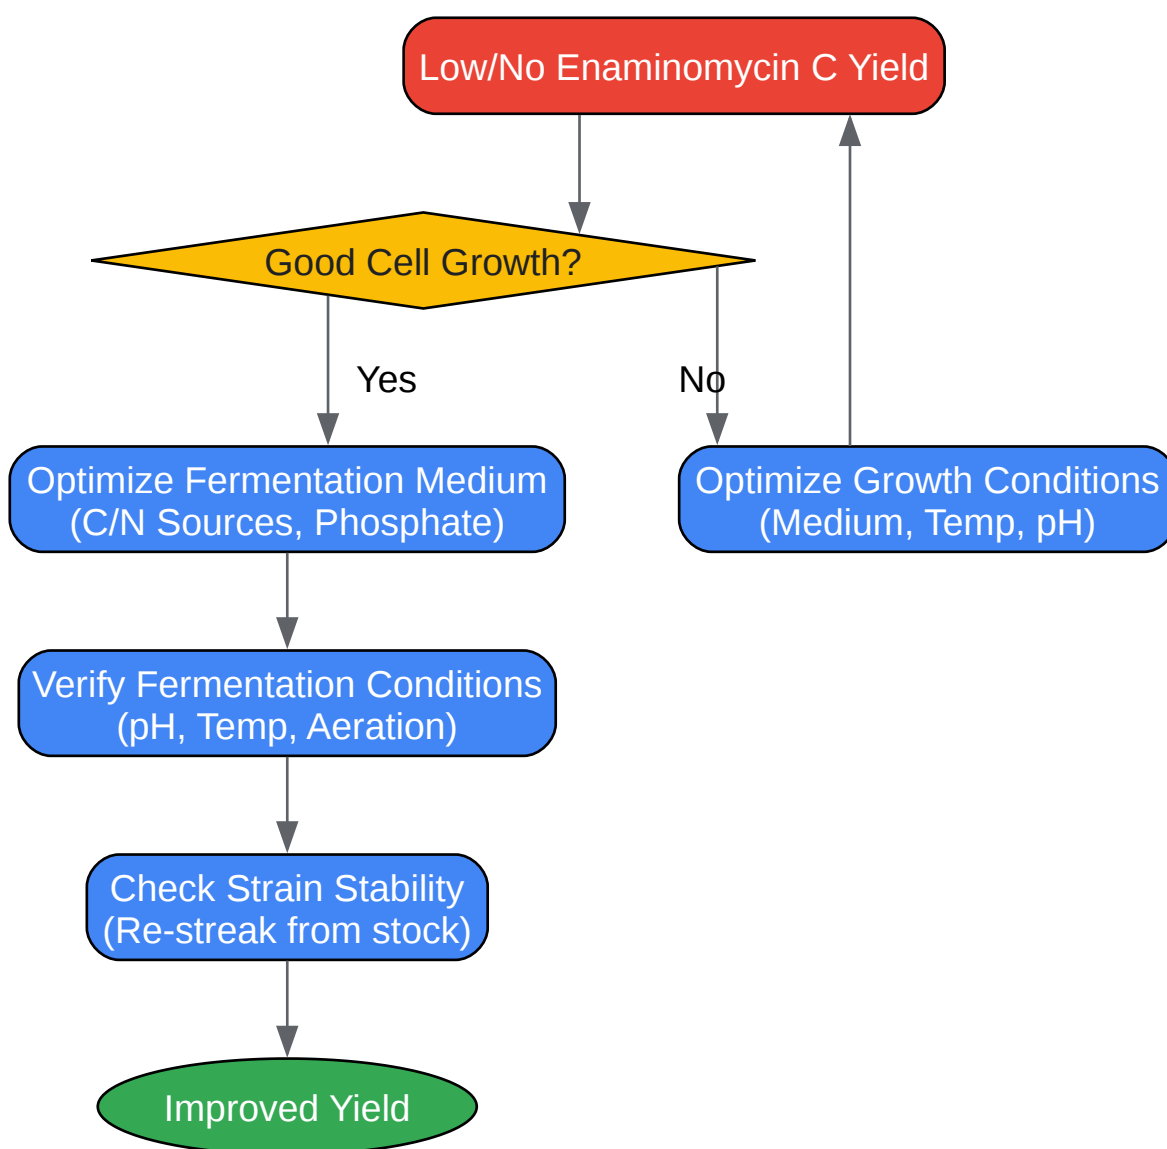 Low/No Enaminomycin C Yield
Good Cell Growth?
Yes
No
Optimize Fermentation Medium
(C/N Sources, Phosphate)
Optimize Growth Conditions
(Medium, Temp, pH)
Verify Fermentation Conditions
(pH, Temp, Aeration)
Check Strain Stability
(Re-streak from stock)
Improved Yield